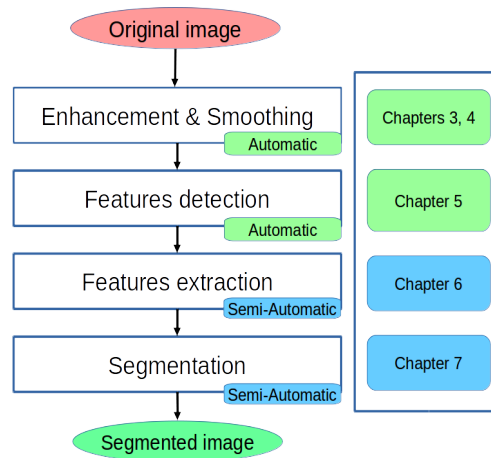 Original image
Enhancement & Smoothing
Automatic
Chapters 3, 4
Features detection
Automatic
Chapter 5
Features extraction
Semi-Automatic
Chapter 6
Segmentation
Semi-Automatic
Chapter 7
Segmented image